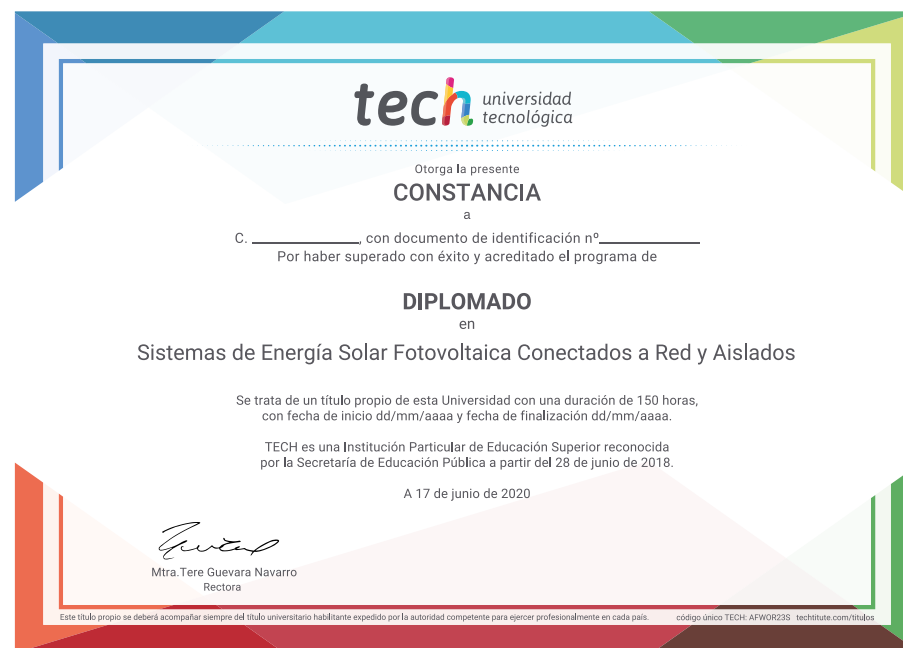 tech universidad
tecnológica
Otorga la presente
CONSTANCIA
a
C. ______________, con documento de identificación nº______________
Por haber superado con éxito y acreditado el programa de
DIPLOMADO
en
Sistemas de Energía Solar Fotovoltaica Conectados a Red y Aislados
Se trata de un título propio de esta Universidad con una duración de 150 horas,
con fecha de inicio dd/mm/aaaa y fecha de finalización dd/mm/aaaa.
TECH es una Institución Particular de Educación Superior reconocida
por la Secretaría de Educación Pública a partir del 28 de junio de 2018.
A 17 de junio de 2020
Mtra.Tere Guevara Navarro
Rectora
Este título propio se deberá acompañar siempre del título universitario habilitante expedido por la autoridad competente para ejercer profesionalmente en cada país. código único TECH: AFWOR23S techtitute.com/titulos